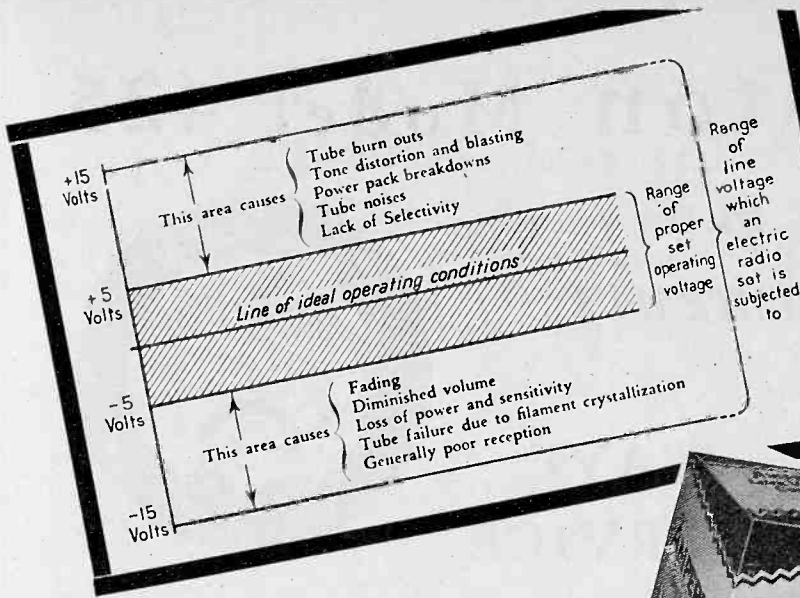 +15
Volts
This area causes
Tube burn outs
Tone distortion and blasting
Power pack breakdowns
Tube noises
Lack of Selectivity
+5
Volts
Line of ideal operating conditions
-5
Volts
This area causes
Fading
Diminished volume
Loss of power and sensitivity
Tube failure due to filament crystallization
Generally poor reception
-15
Volts
Range
of
proper
set
operating
voltage
Range
of
line
voltage
which
an
electric
radio
set is
subjected
to